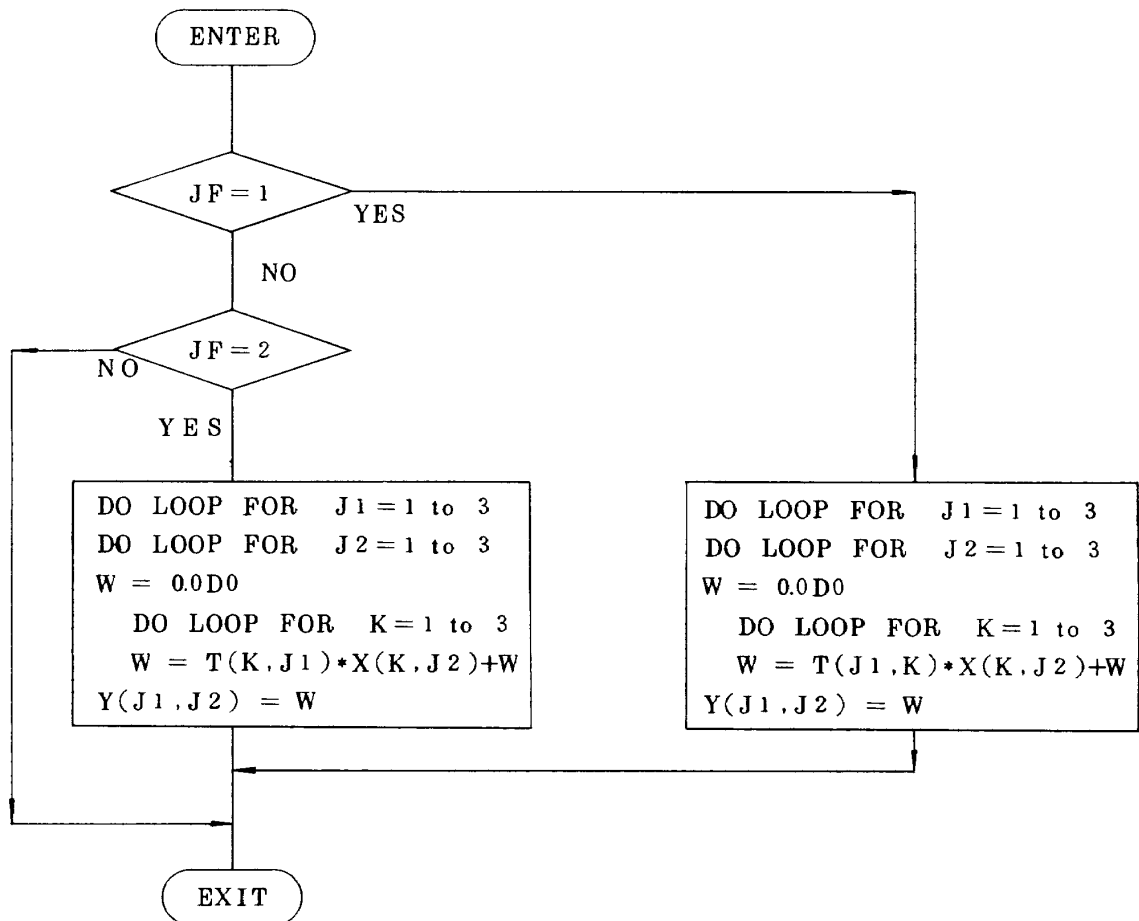 ENTER
JF = 1
YES
NO
JF = 2
NO
YES
DO LOOP FOR J1 = 1 to 3
DO LOOP FOR J2 = 1 to 3
W = 0.0D0
DO LOOP FOR K = 1 to 3
W = T(K,J1)*X(K,J2)+W
Y(J1,J2) = W
DO LOOP FOR J1 = 1 to 3
DO LOOP FOR J2 = 1 to 3
W = 0.0D0
DO LOOP FOR K = 1 to 3
W = T(J1,K)*X(K,J2)+W
Y(J1,J2) = W
EXIT